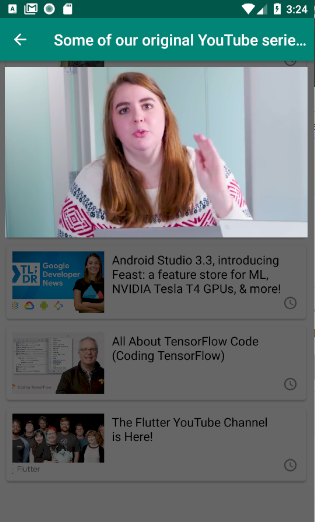 3:24
Some of our original YouTube serie...
TL;DR
Google
Developer
News
Android Studio 3.3, introducing
Feast: a feature store for ML,
NVIDIA Tesla T4 GPUs, & more!
All About TensorFlow Code
(Coding TensorFlow)
The Flutter YouTube Channel
is Here!
Flutter